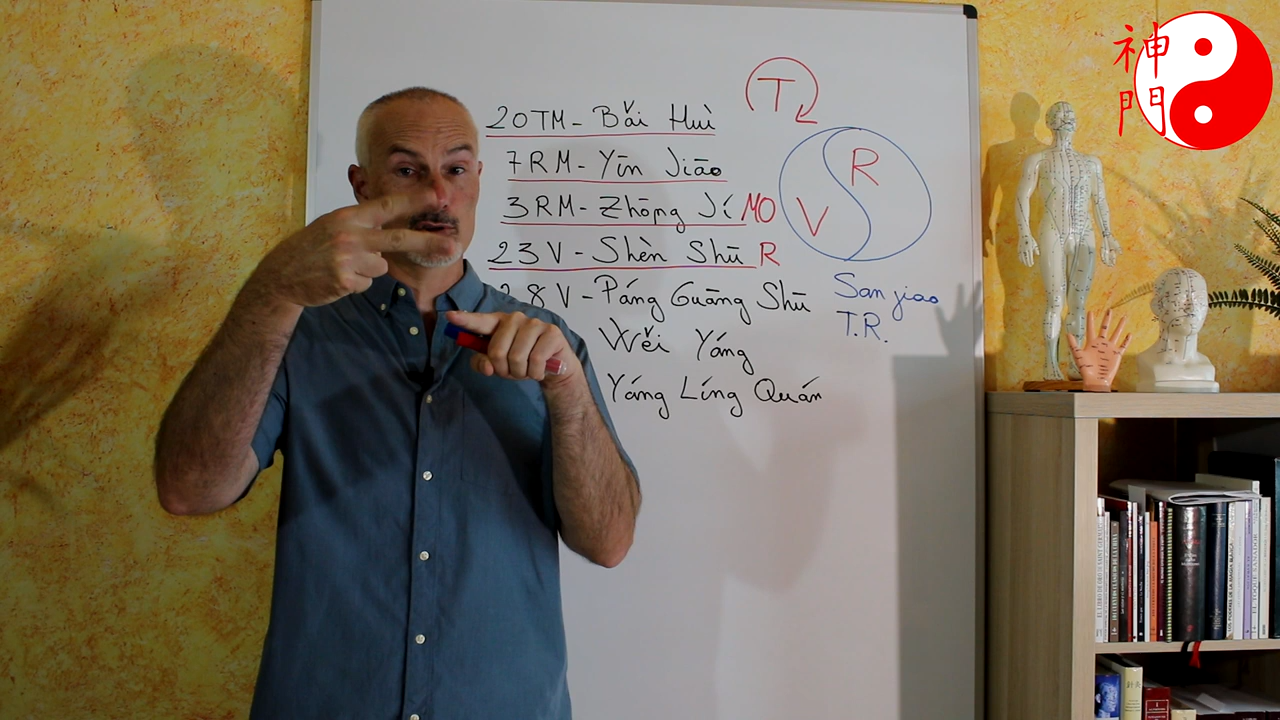 神
門
T
20TM - Bǎi Huì
7RM - Yīn Jiāo
3RM - Zhōng Jí MO
23V - Shèn Shū R
28V - Páng Guāng Shū
Wěi Yáng
Yáng Líng Quán
R
V
San jiao
T.R.